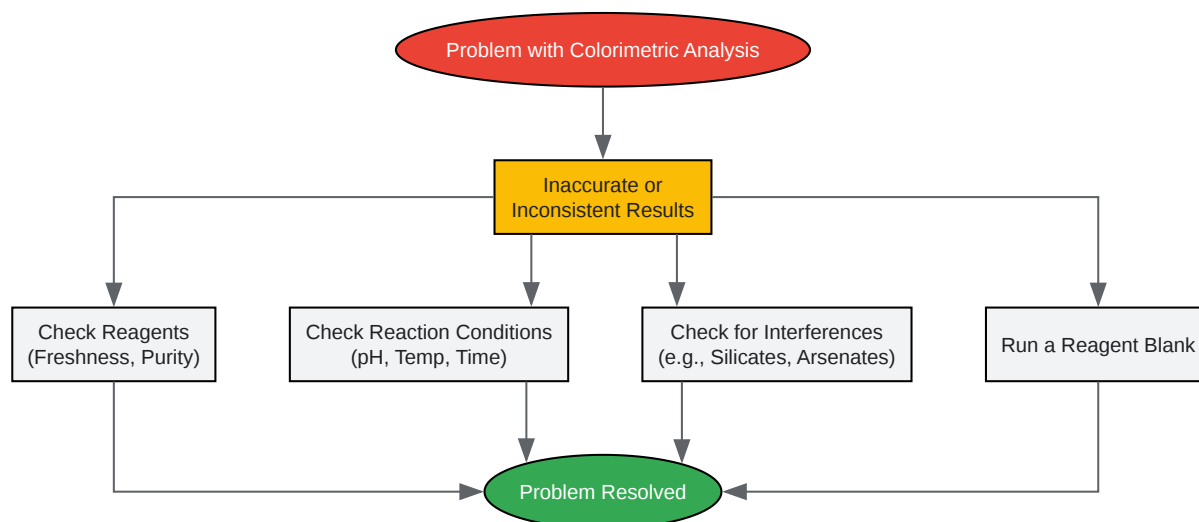 Problem with Colorimetric Analysis
Inaccurate or
Inconsistent Results
Check Reagents
(Freshness, Purity)
Check Reaction Conditions
(pH, Temp, Time)
Check for Interferences
(e.g., Silicates, Arsenates)
Run a Reagent Blank
Problem Resolved